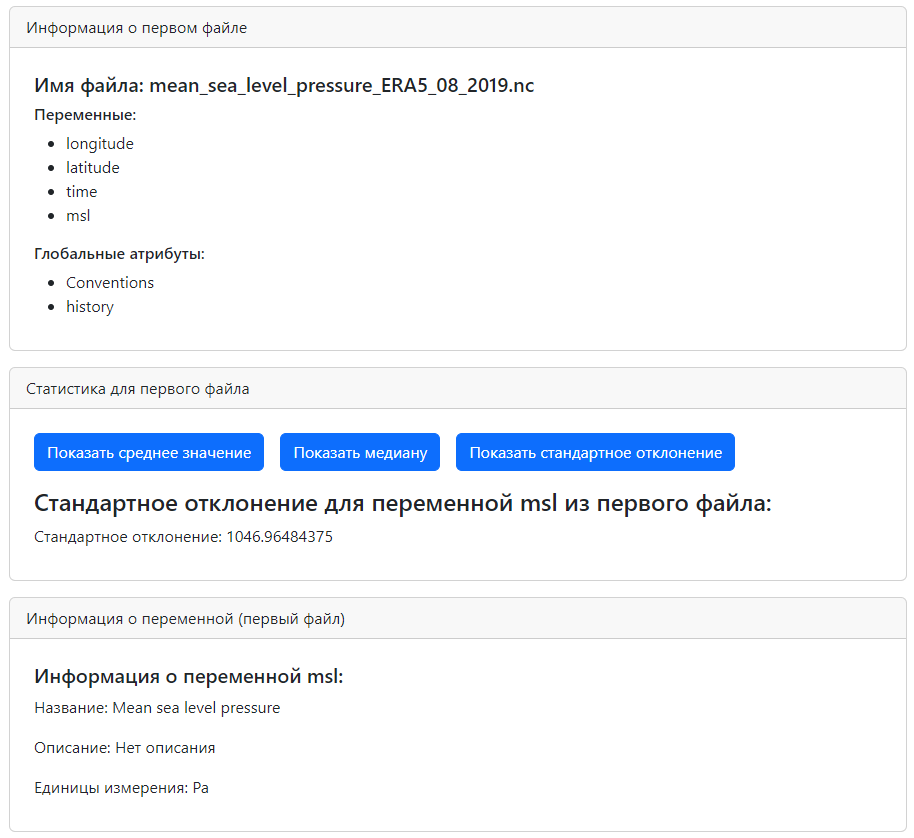 Информация о первом файле
Имя файла: mean_sea_level_pressure_ERA5_08_2019.nc
Переменные:
longitude
latitude
time
msl
Глобальные атрибуты:
Conventions
history
Статистика для первого файла
Показать среднее значение Показать медиану Показать стандартное отклонение
Стандартное отклонение для переменной msl из первого файла:
Стандартное отклонение: 1046.96484375
Информация о переменной (первый файл)
Информация о переменной msl:
Название: Mean sea level pressure
Описание: Нет описания
Единицы измерения: Pa